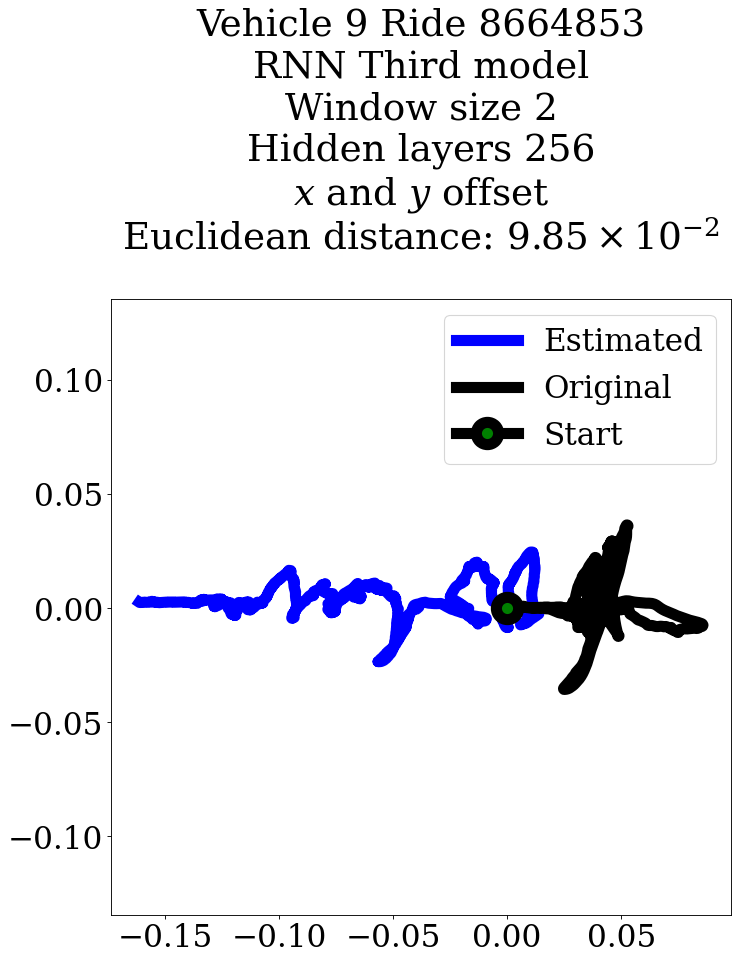 Vehicle 9 Ride 8664853
RNN Third model
Window size 2
Hidden layers 256
x and y offset
Euclidean distance: 9.85 × 10⁻²
Estimated
Original
Start
0.10
0.05
0.00
−0.05
−0.10
−0.15 −0.10 −0.05 0.00 0.05